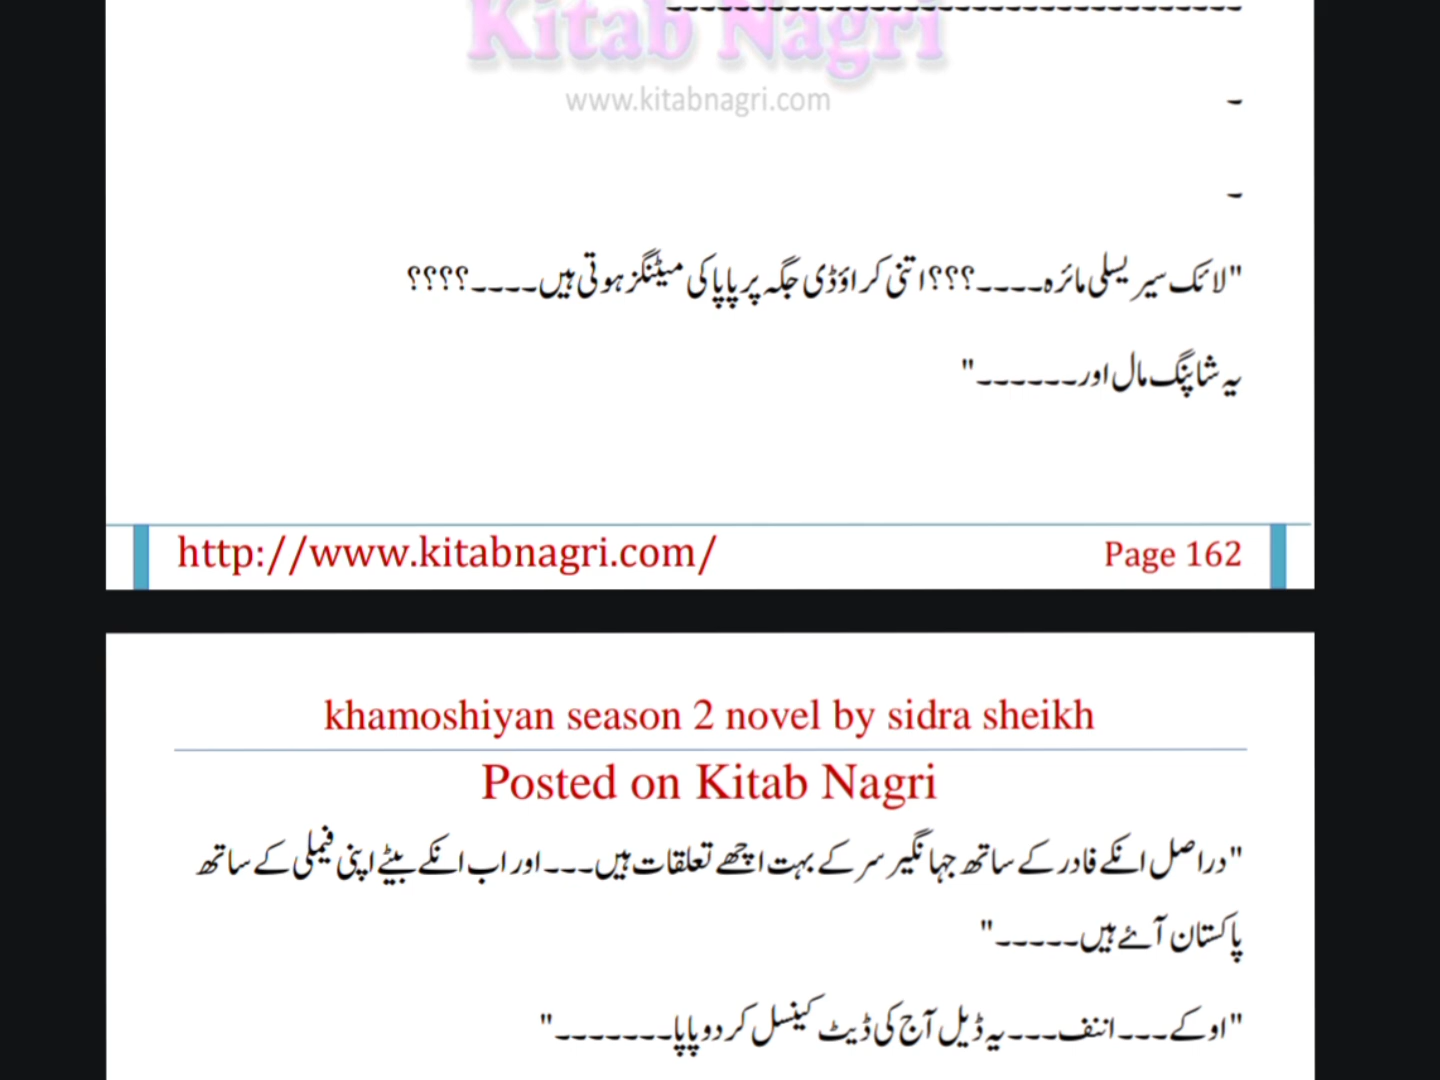 ---------------------------------
Kitab Nagri
www.kitabnagri.com
-
-
"لائک سیریسلی مائرہ----؟؟؟اتنی کراؤڈی جگہ پر پاپا کی میٹنگز ہوتی ہیں----؟؟؟؟
یہ شاپنگ مال اور------"
http://www.kitabnagri.com/ Page 162
khamoshiyan season 2 novel by sidra sheikh
Posted on Kitab Nagri
"دراصل انکے فادر کے ساتھ جہانگیر سر کے بہت اچھے تعلقات ہیں---اور اب انکے بیٹے اپنی فیملی کے ساتھ
پاکستان آئے ہیں-----"
"اوکے---اننف---یہ ڈیل آج کی ڈیٹ کینسل کر دو پاپا-------"